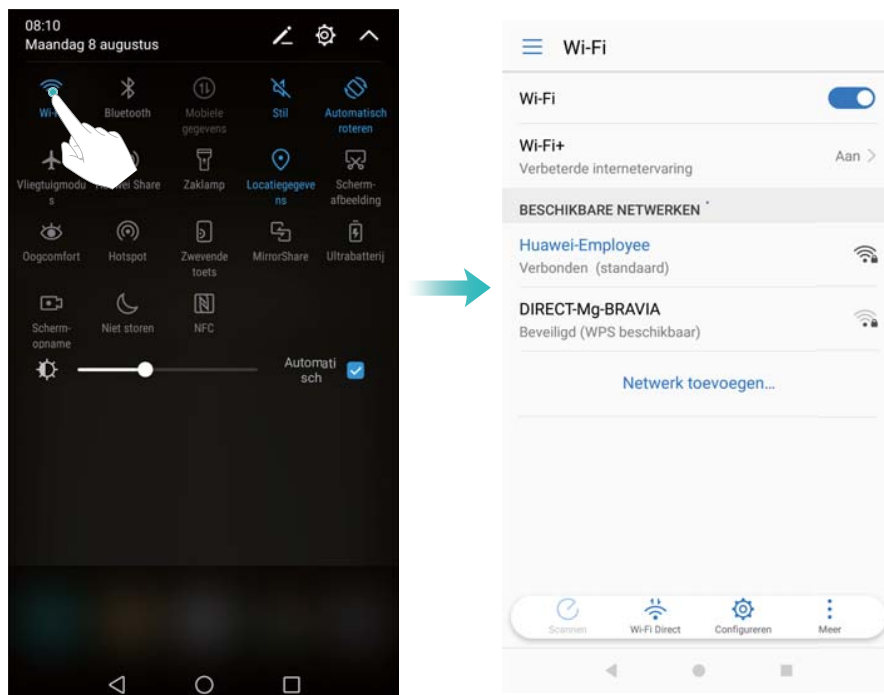 08:10
Maandag 8 augustus
Wi-F
Bluetooth
Mobiele
gegevens
Stil
Automatisch
roteren
Vliegtuigmodu
s
Huawei Share
Zaklamp
Locatiegegeve
ns
Scherm-
afbeelding
Oogcomfort
Hotspot
Zwevende
toets
MirrorShare
Ultrabatterij
Scherm-
opname
Niet storen
NFC
Automati
sch
Wi-Fi
Wi-Fi
Wi-Fi+
Verbeterde internetervaring
Aan
BESCHIKBARE NETWERKEN
Huawei-Employee
Verbonden (standaard)
DIRECT-Mg-BRAVIA
Beveiligd (WPS beschikbaar)
Netwerk toevoegen...
Scannen
Wi-Fi Direct
Configureren
Meer